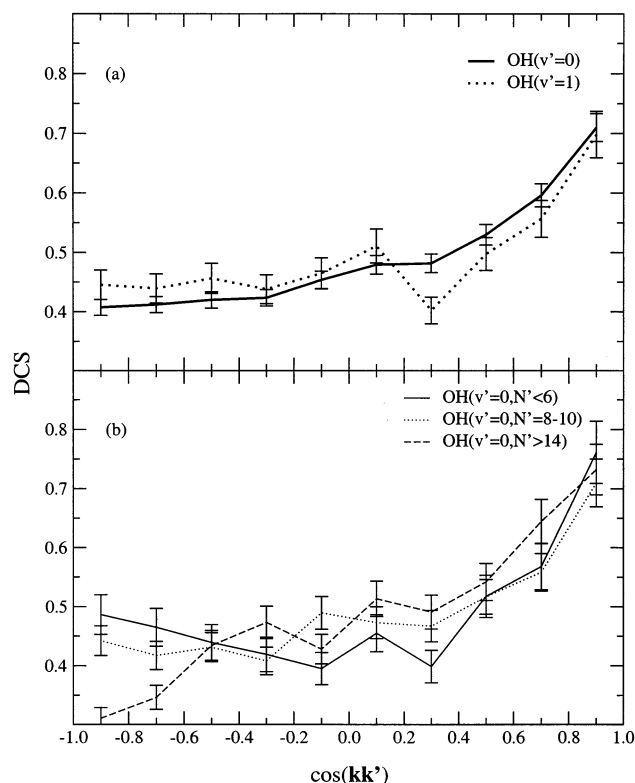 (a)
OH(v'=0)
OH(v'=1)
0.8
0.7
0.6
0.5
0.4
DCS
(b)
OH(v'=0,N'<6)
OH(v'=0,N'=8-10)
OH(v'=0,N'>14)
0.8
0.7
0.6
0.5
0.4
-1.0 -0.8 -0.6 -0.4 -0.2 0.0 0.2 0.4 0.6 0.8 1.0
cos(kk')